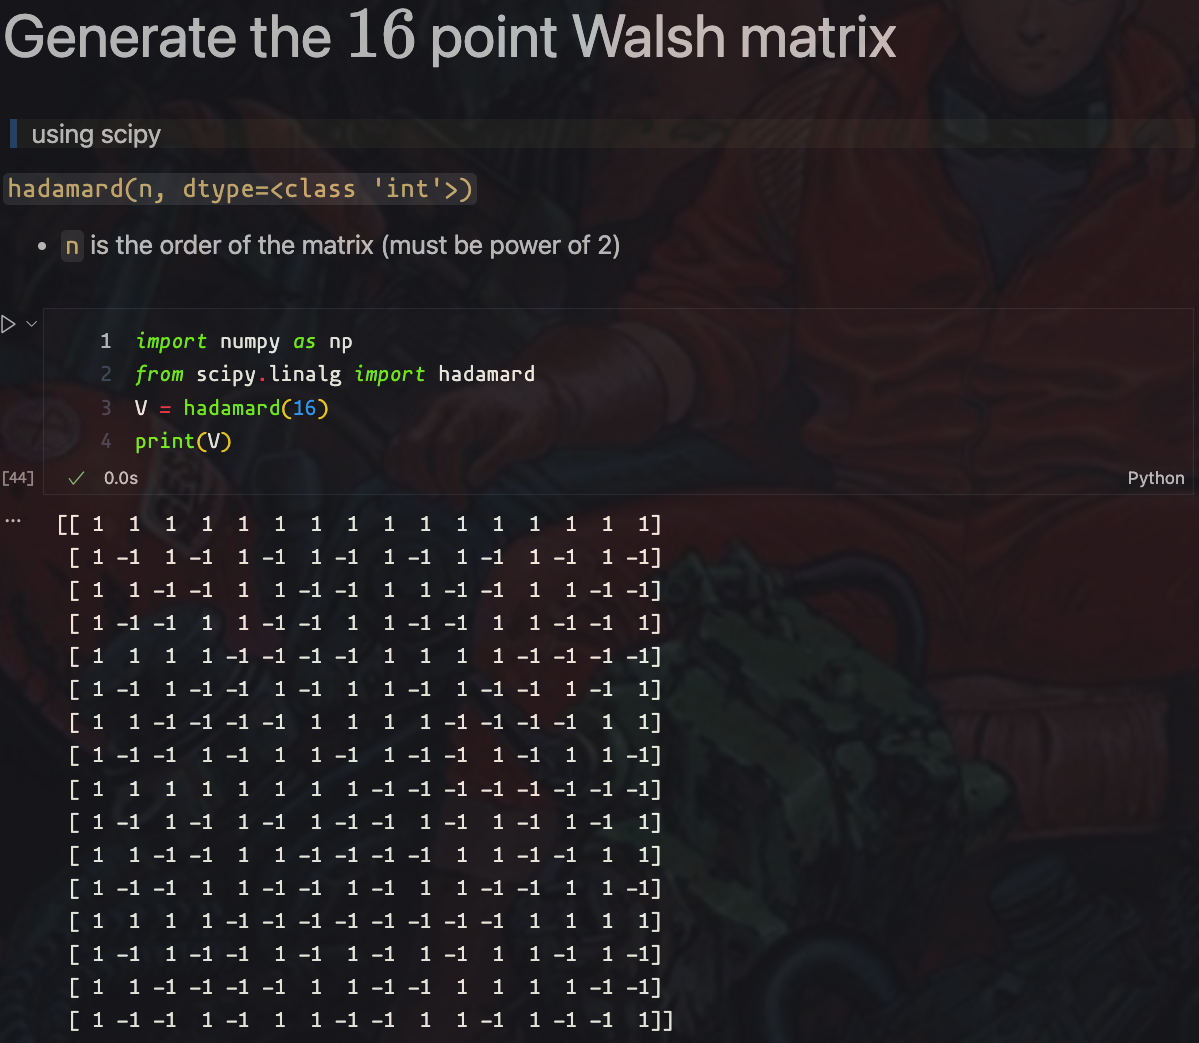 Generate the 16 point Walsh matrix
using scipy
hadamard(n, dtype=<class 'int'>)
• n is the order of the matrix (must be power of 2)
1 import numpy as np
2 from scipy.linalg import hadamard
3 V = hadamard(16)
4 print(V)
[44] ✓ 0.0s Python
... [[ 1  1  1  1  1  1  1  1  1  1  1  1  1  1  1  1]
[ 1 -1  1 -1  1 -1  1 -1  1 -1  1 -1  1 -1  1 -1]
[ 1  1 -1 -1  1  1 -1 -1  1  1 -1 -1  1  1 -1 -1]
[ 1 -1 -1  1  1 -1 -1  1  1 -1 -1  1  1 -1 -1  1]
[ 1  1  1  1 -1 -1 -1 -1  1  1  1  1 -1 -1 -1 -1]
[ 1 -1  1 -1 -1  1 -1  1  1 -1  1 -1 -1  1 -1  1]
[ 1  1 -1 -1 -1 -1  1  1  1  1 -1 -1 -1 -1  1  1]
[ 1 -1 -1  1 -1  1  1 -1  1 -1 -1  1 -1  1  1 -1]
[ 1  1  1  1  1  1  1  1 -1 -1 -1 -1 -1 -1 -1 -1]
[ 1 -1  1 -1  1 -1  1 -1 -1  1 -1  1 -1  1 -1  1]
[ 1  1 -1 -1  1  1 -1 -1 -1 -1  1  1 -1 -1  1  1]
[ 1 -1 -1  1  1 -1 -1  1 -1  1  1 -1 -1  1  1 -1]
[ 1  1  1  1 -1 -1 -1 -1 -1 -1 -1 -1  1  1  1  1]
[ 1 -1  1 -1 -1  1 -1  1 -1  1 -1  1  1 -1  1 -1]
[ 1  1 -1 -1 -1 -1  1  1 -1 -1  1  1  1  1 -1 -1]
[ 1 -1 -1  1 -1  1  1 -1 -1  1  1 -1  1 -1 -1  1]]